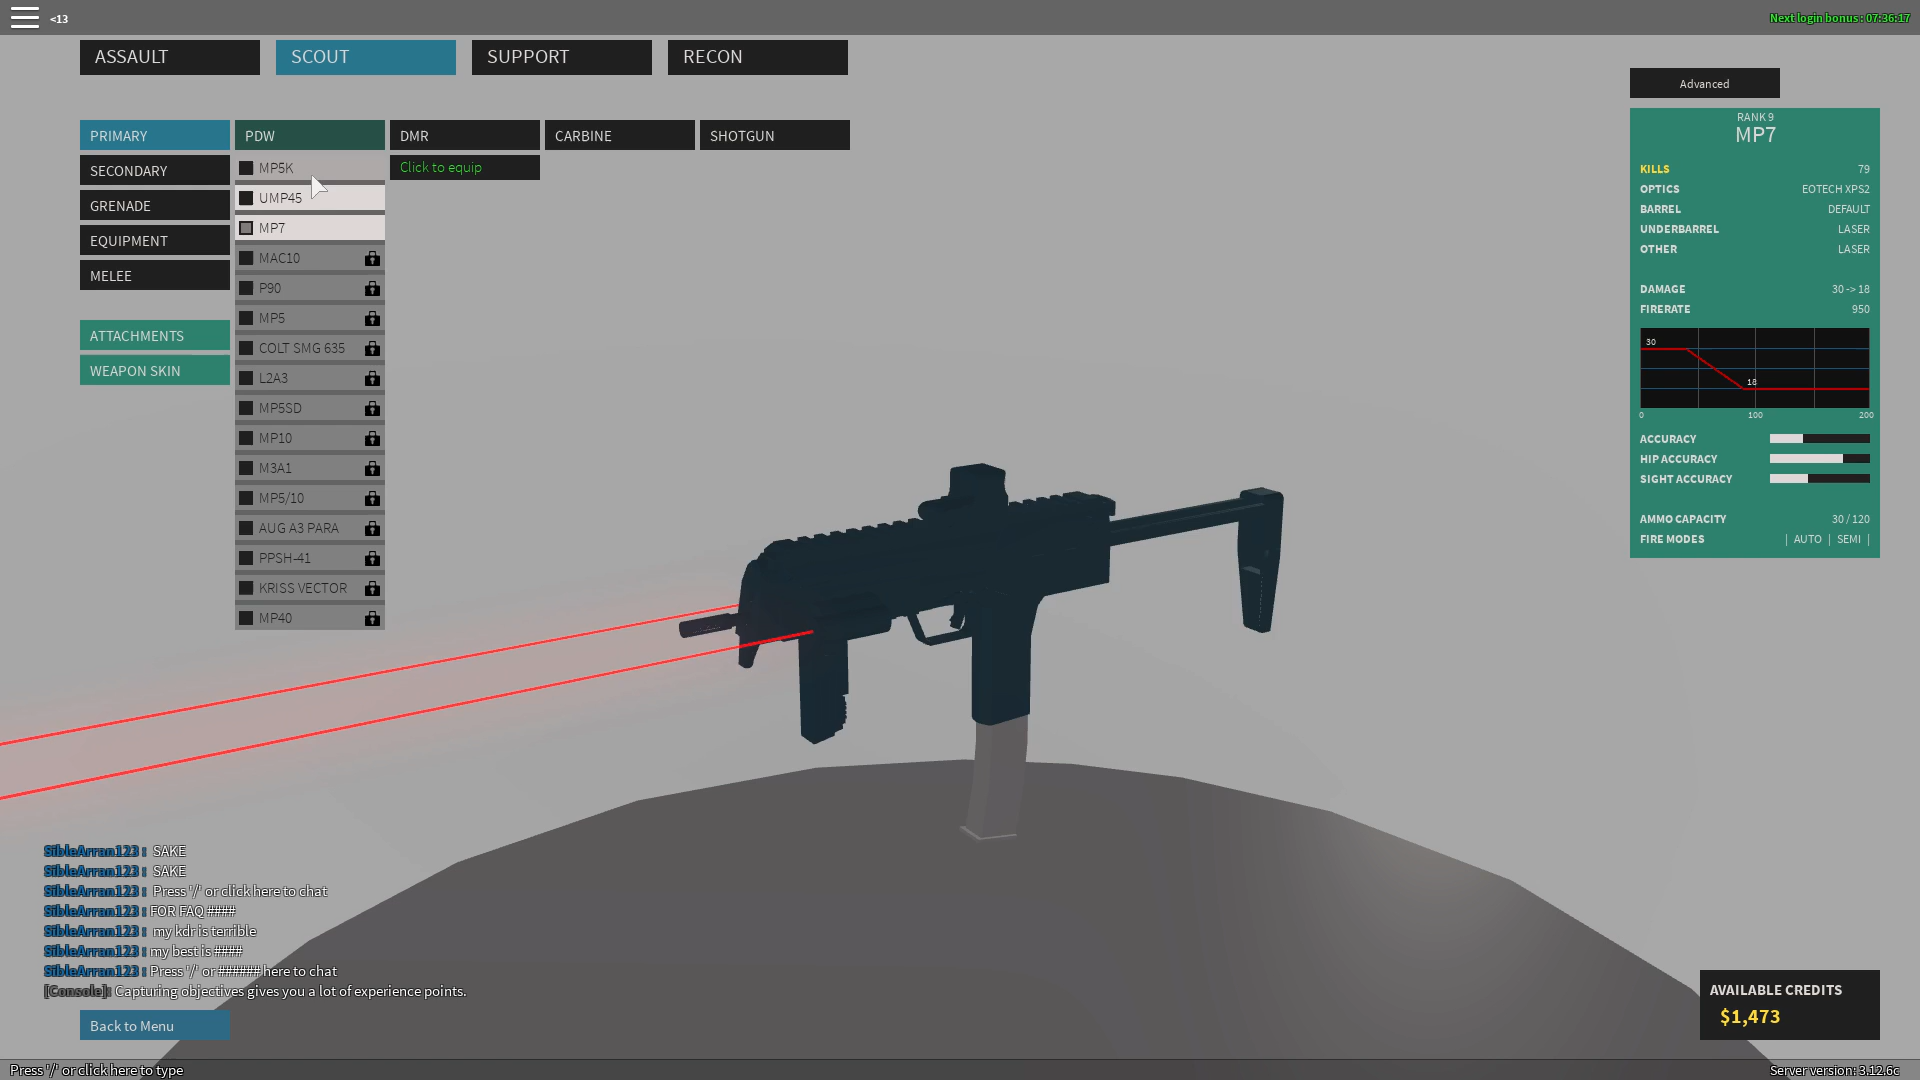 <13
Next login bonus : 07:36:17
ASSAULT
SCOUT
SUPPORT
RECON
Advanced
PRIMARY
PDW
DMR
CARBINE
SHOTGUN
SECONDARY
GRENADE
EQUIPMENT
MELEE
ATTACHMENTS
WEAPON SKIN
MP5K
Click to equip
UMP45
MP7
MAC10
P90
MP5
COLT SMG 635
L2A3
MP5SD
MP10
M3A1
MP5/10
AUG A3 PARA
PPSH-41
KRISS VECTOR
MP40
RANK 9
MP7
KILLS 79
OPTICS EOTECH XPS2
BARREL DEFAULT
UNDERBARREL LASER
OTHER LASER
DAMAGE 30 -> 18
FIRERATE 950
30
18
0 100 200
ACCURACY
HIP ACCURACY
SIGHT ACCURACY
AMMO CAPACITY 30 / 120
FIRE MODES | AUTO | SEMI |
SibleArran123 : SAKE
SibleArran123 : SAKE
SibleArran123 : Press '/' or click here to chat
SibleArran123 : FOR FAQ ####
SibleArran123 : my kdr is terrible
SibleArran123 : my best is ####
SibleArran123 : Press '/' or ###### here to chat
[Console]: Capturing objectives gives you a lot of experience points.
Back to Menu
AVAILABLE CREDITS
$1,473
Press '/' or click here to type
Server version: 3.12.6c